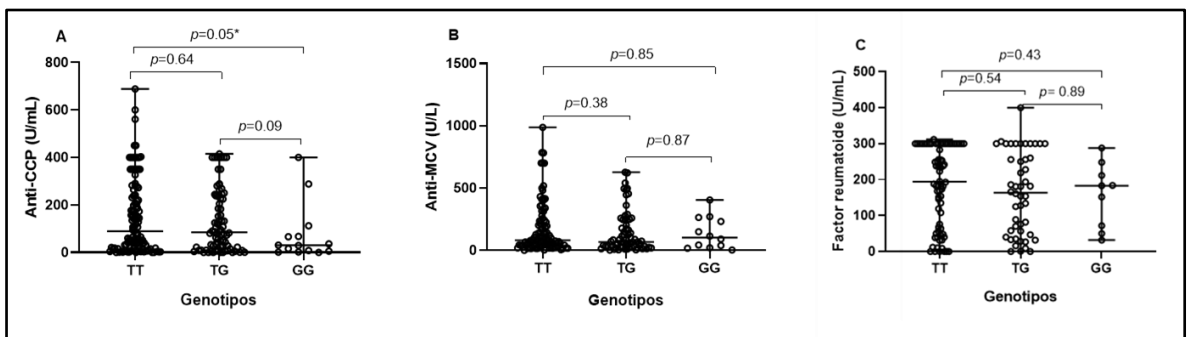 A
p=0.05*
p=0.64
p=0.09
Anti-CCP (U/mL)
800
600
400
200
0
TT TG GG
Genotipos
B
p=0.85
p=0.38
p=0.87
Anti-MCV (U/L)
1500
1000
500
0
TT TG GG
Genotipos
C
p=0.43
p=0.54
p= 0.89
Factor reumatoide (U/mL)
500
400
300
200
100
0
TT TG GG
Genotipos